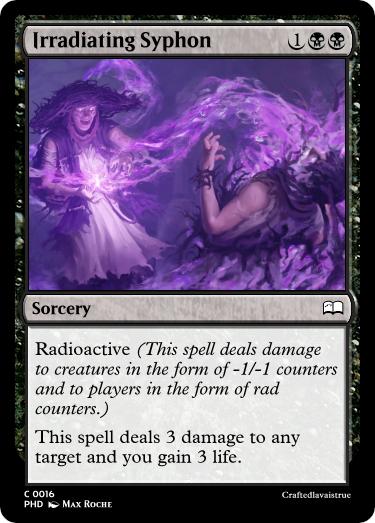 Irradiating Syphon 1
Sorcery
Radioactive (This spell deals damage
to creatures in the form of -1/-1 counters
and to players in the form of rad
counters.)
This spell deals 3 damage to any
target and you gain 3 life.
C 0016
PHD Max Roche
Craftedlavaistrue